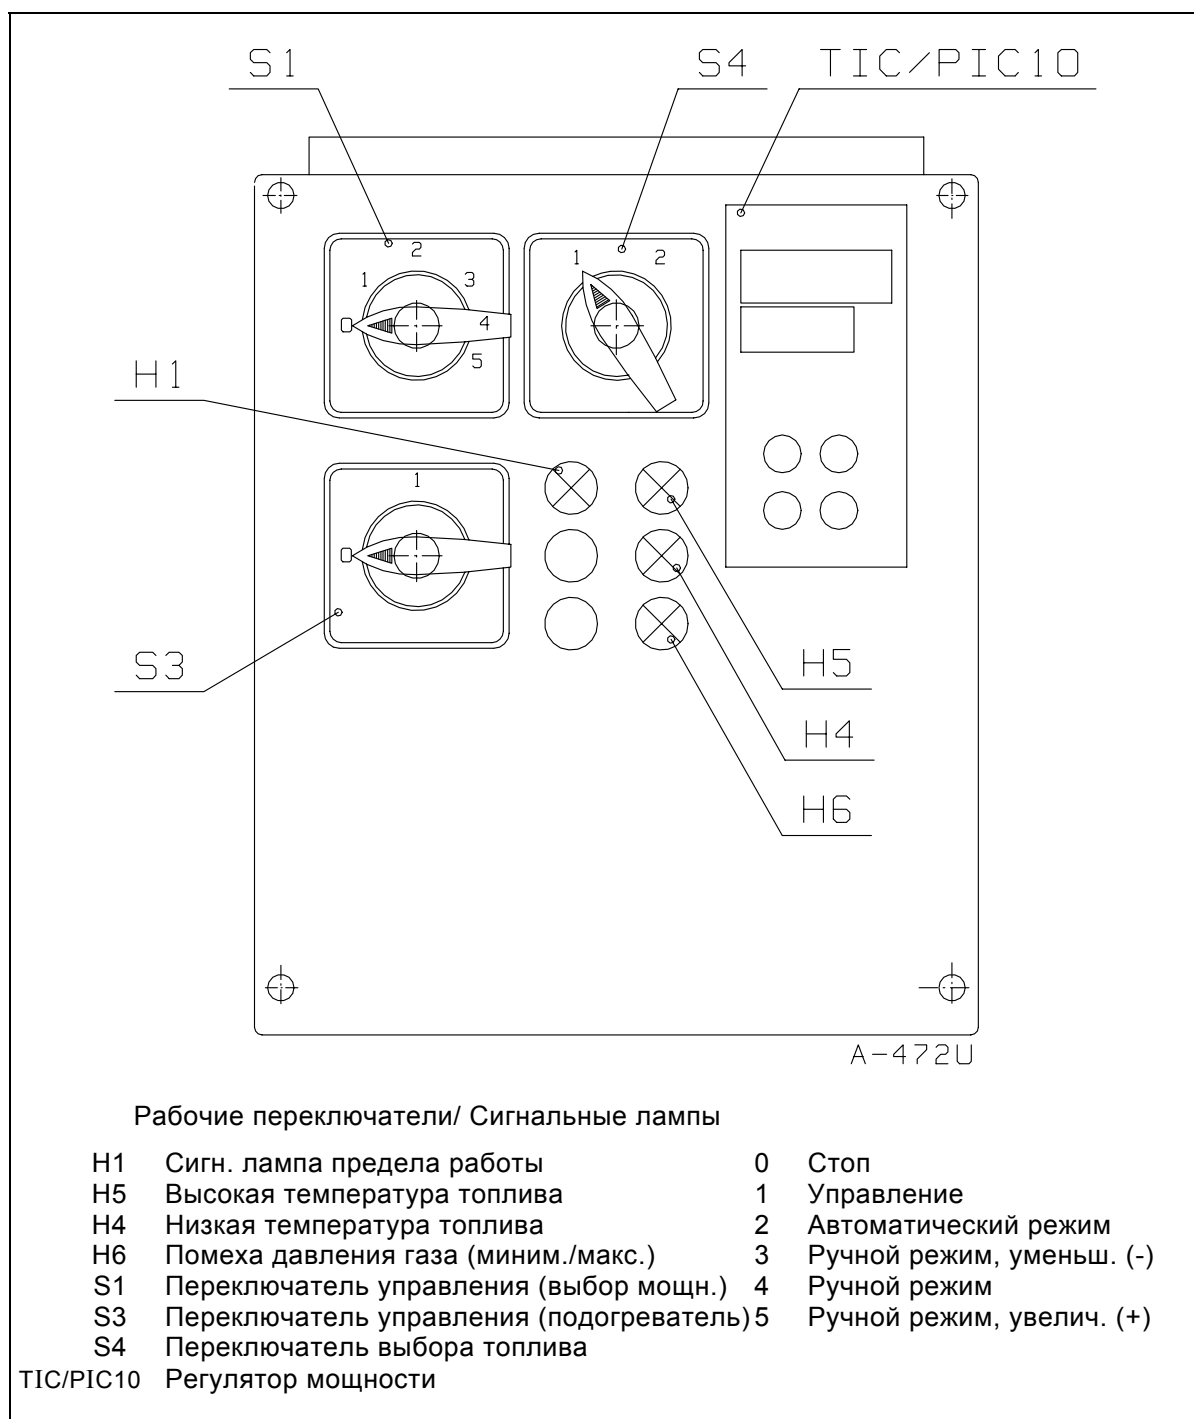 S1 S4 TIC/PIC10
2
1 3
0 4
5
1 2
H1
1
0
S3
H5
H4
H6
A-472U
Рабочие переключатели/ Сигнальные лампы
H1 Сигн. лампа предела работы 0 Стоп
H5 Высокая температура топлива 1 Управление
H4 Низкая температура топлива 2 Автоматический режим
H6 Помеха давления газа (миним./макс.) 3 Ручной режим, уменьш. (-)
S1 Переключатель управления (выбор мощн.) 4 Ручной режим
S3 Переключатель управления (подогреватель) 5 Ручной режим, увелич. (+)
S4 Переключатель выбора топлива
TIC/PIC10 Регулятор мощности